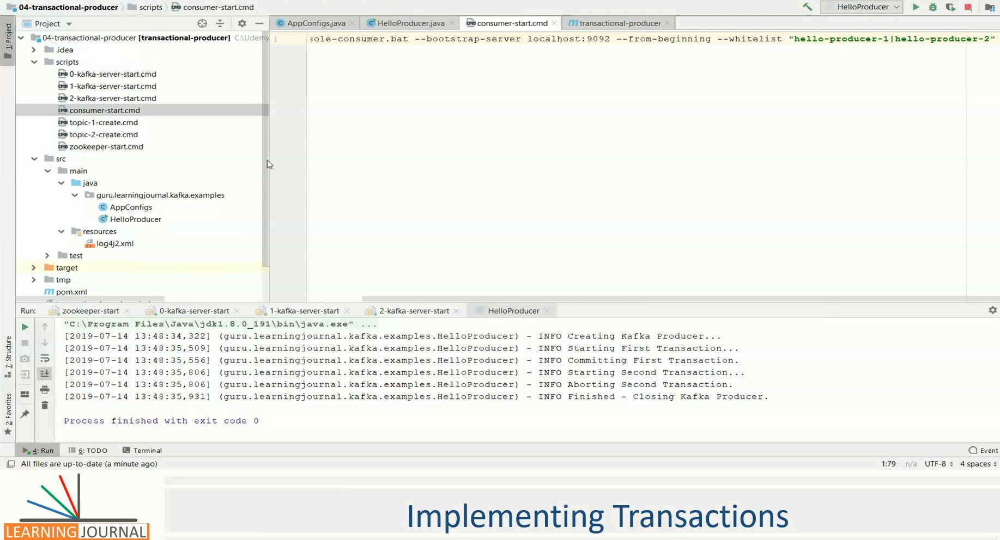 04-transactional-producer scripts consumer-start.cmd HelloProducer
Project AppConfigs.java HelloProducer.java consumer-start.cmd transactional-producer
1: Project
04-transactional-producer [transactional-producer] C:\Udemy
1 sole-consumer.bat --bootstrap-server localhost:9092 --from-beginning --whitelist "hello-producer-1|hello-producer-2"
.idea
scripts
0-kafka-server-start.cmd
1-kafka-server-start.cmd
2-kafka-server-start.cmd
consumer-start.cmd
topic-1-create.cmd
topic-2-create.cmd
zookeeper-start.cmd
src
main
java
guru.learningjournal.kafka.examples
AppConfigs
HelloProducer
resources
log4j2.xml
test
target
tmp
pom.xml
Run: zookeeper-start 0-kafka-server-start 1-kafka-server-start 2-kafka-server-start HelloProducer
"C:\Program Files\Java\jdk1.8.0_191\bin\java.exe" ...
[2019-07-14 13:48:34,322] (guru.learningjournal.kafka.examples.HelloProducer) - INFO Creating Kafka Producer...
[2019-07-14 13:48:35,509] (guru.learningjournal.kafka.examples.HelloProducer) - INFO Starting First Transaction...
[2019-07-14 13:48:35,556] (guru.learningjournal.kafka.examples.HelloProducer) - INFO Committing First Transaction.
[2019-07-14 13:48:35,806] (guru.learningjournal.kafka.examples.HelloProducer) - INFO Starting Second Transaction...
[2019-07-14 13:48:35,806] (guru.learningjournal.kafka.examples.HelloProducer) - INFO Aborting Second Transaction.
[2019-07-14 13:48:35,931] (guru.learningjournal.kafka.examples.HelloProducer) - INFO Finished - Closing Kafka Producer.
Process finished with exit code 0
7: Structure
2: Favorites
4: Run 6: TODO Terminal Event
All files are up-to-date (a minute ago) 1:79 n/a UTF-8 4 spaces
LEARNING JOURNAL
Implementing Transactions